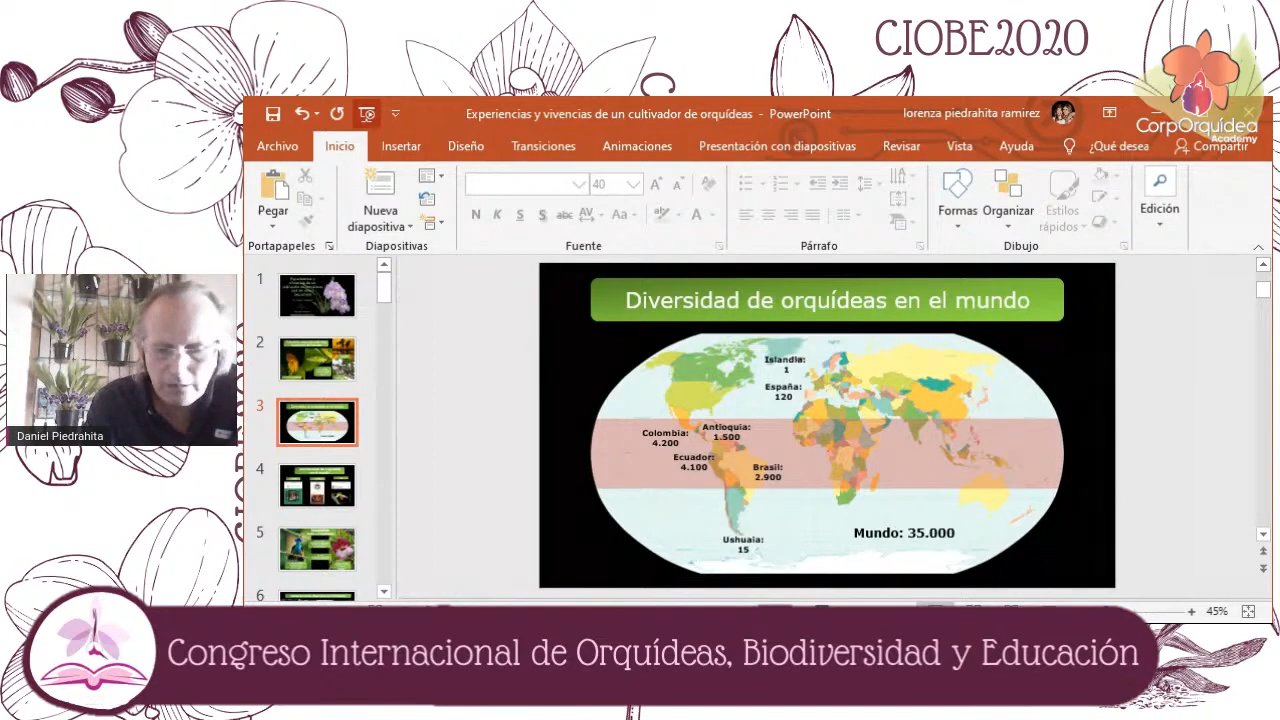 CIOBE2020
CorpOrquídea
Academy
Experiencias y vivencias de un cultivador de orquídeas - PowerPoint
lorenza piedrahita ramirez
Archivo Inicio Insertar Diseño Transiciones Animaciones Presentación con diapositivas Revisar Vista Ayuda ¿Qué desea Compartir
Pegar
Nueva
diapositiva
40
N K S S abc AV Aa A
Formas Organizar Estilos
rápidos
Edición
Portapapeles Diapositivas Fuente Párrafo Dibujo
1
2
3
4
5
6
Diversidad de orquídeas en el mundo
Islandia:
1
España:
120
Colombia:
4.200
Antioquia:
1.500
Ecuador:
4.100
Brasil:
2.900
Ushuaia:
15
Mundo: 35.000
Daniel Piedrahita
45%
Congreso Internacional de Orquídeas, Biodiversidad y Educación